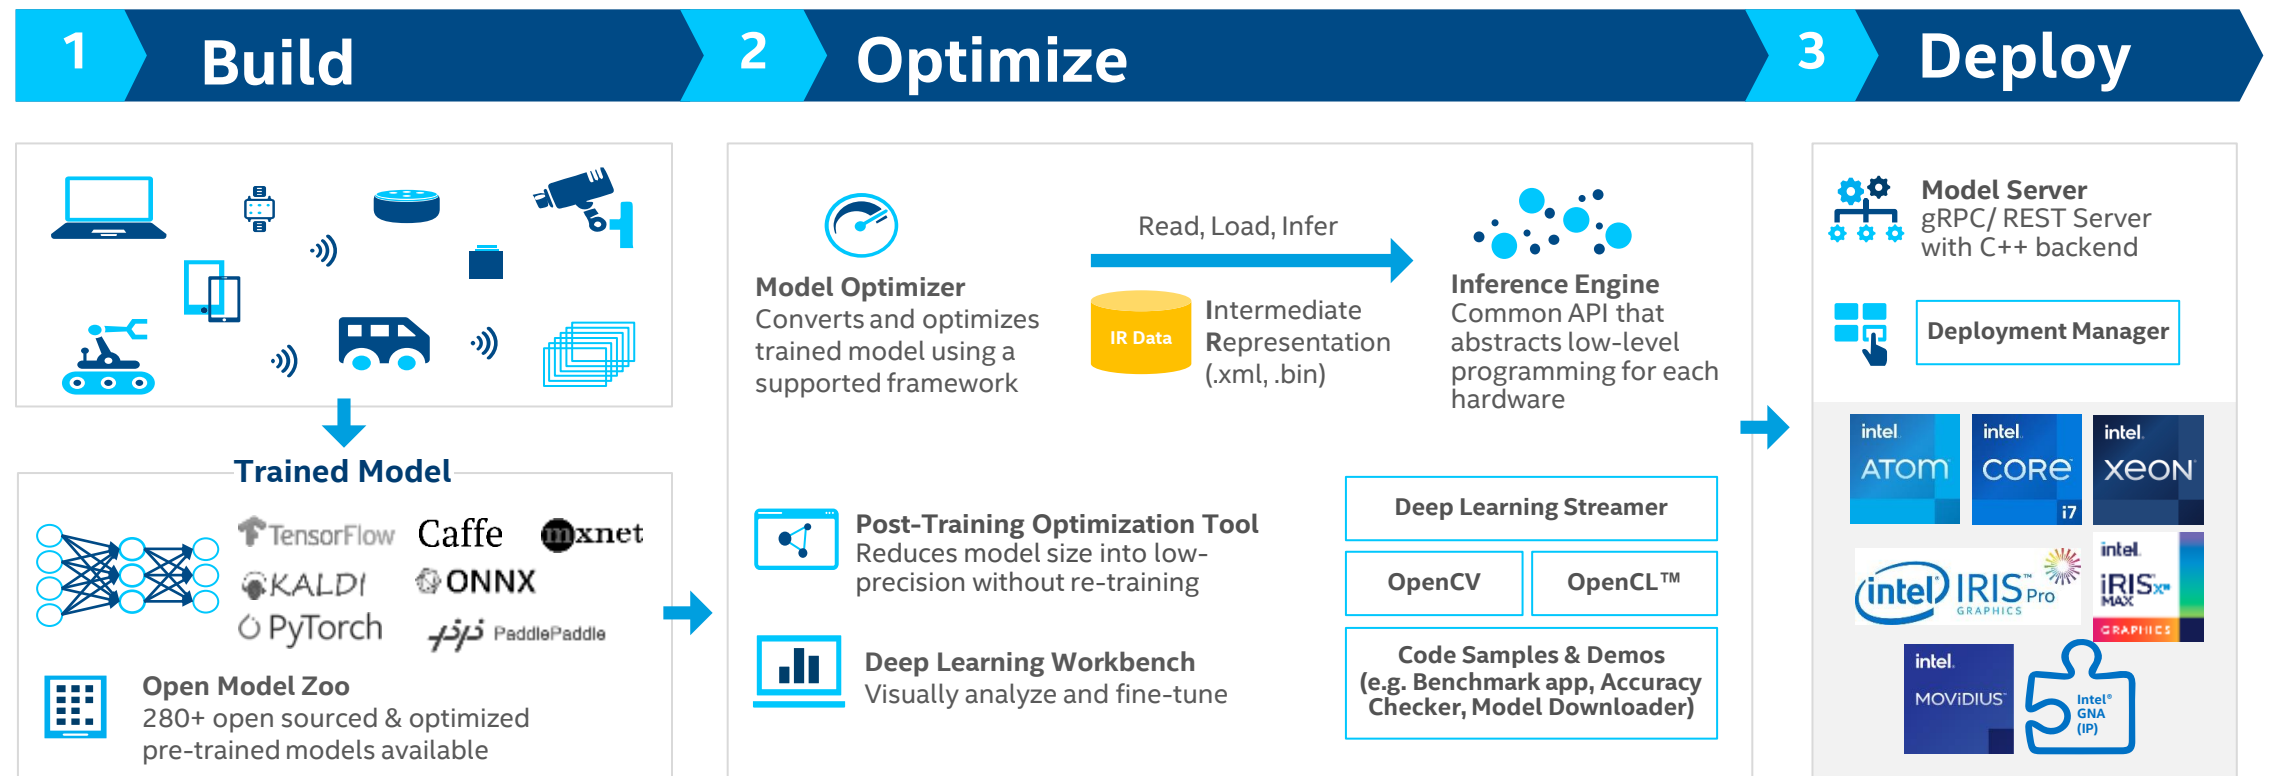 1 Build
2 Optimize
3 Deploy
Trained Model
TensorFlow
Caffe
mxnet
KALDI
ONNX
PyTorch
PaddlePaddle
Open Model Zoo
280+ open sourced & optimized
pre-trained models available
Model Optimizer
Converts and optimizes
trained model using a
supported framework
Read, Load, Infer
IR Data
Intermediate
Representation
(.xml, .bin)
Inference Engine
Common API that
abstracts low-level
programming for each
hardware
Post-Training Optimization Tool
Reduces model size into low-
precision without re-training
Deep Learning Workbench
Visually analyze and fine-tune
Deep Learning Streamer
OpenCV
OpenCL™
Code Samples & Demos
(e.g. Benchmark app, Accuracy
Checker, Model Downloader)
Model Server
gRPC/ REST Server
with C++ backend
Deployment Manager
intel.
ATOM
intel.
CORE
i7
intel.
XEON
intel IRIS™ Pro
GRAPHICS
intel.
IRIS Xe
MAX
GRAPHICS
intel.
MOVIDIUS
Intel®
GNA
(IP)